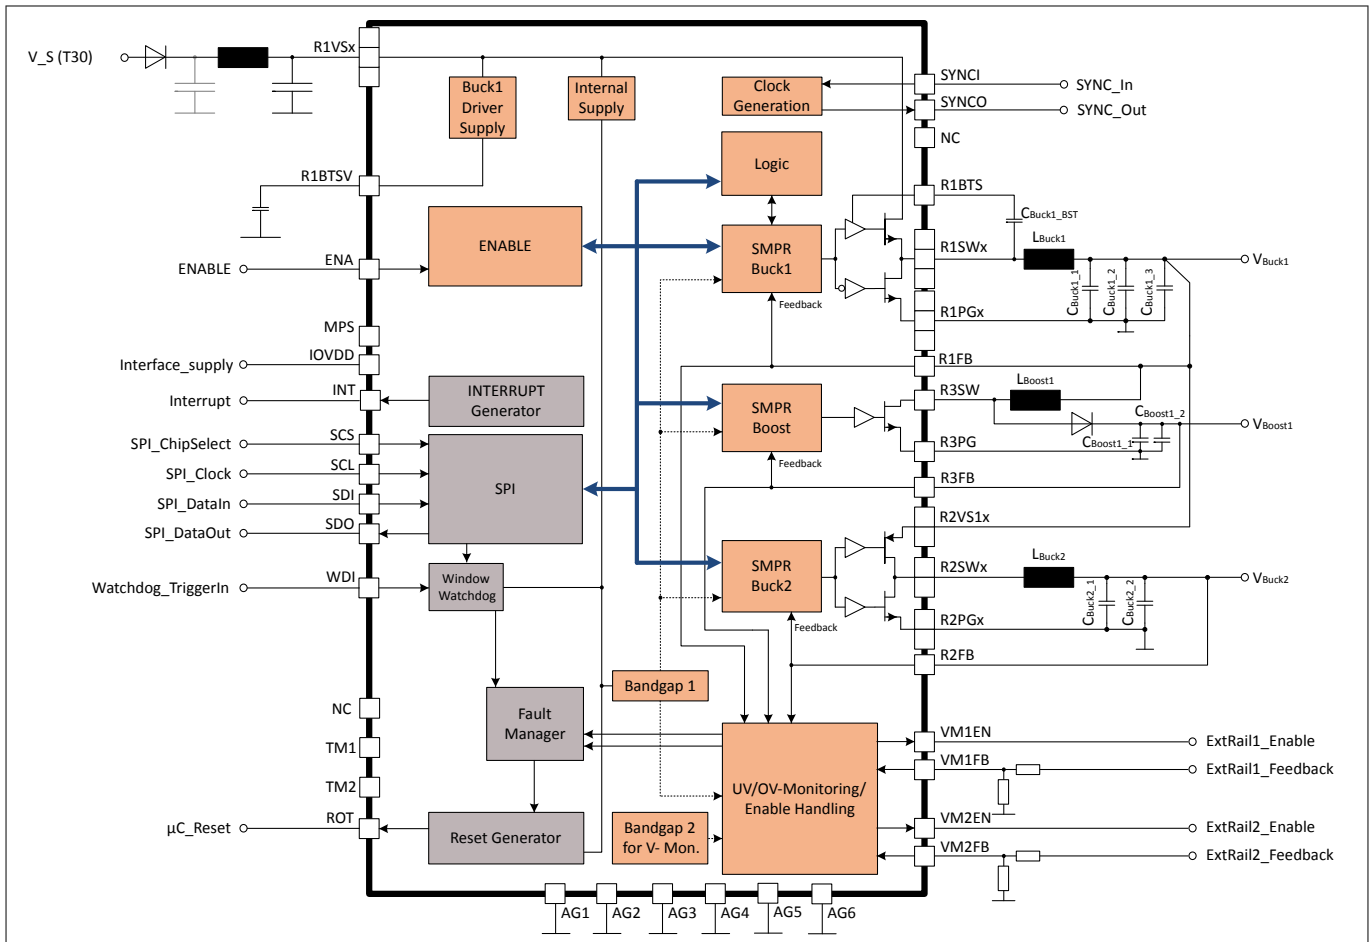 V_S (T30)
R1VSx
Buck1
Driver
Supply
Internal
Supply
Clock
Generation
SYNCI
SYNC_In
SYNCO
SYNC_Out
NC
Logic
R1BTSV
R1BTS
CBuck1_BST
ENABLE
ENA
ENABLE
SMPR
Buck1
R1SWx
LBuck1
VBuck1
CBuck1_1
CBuck1_2
CBuck1_3
Feedback
R1PGx
MPS
IOVDD
Interface_supply
R1FB
INT
Interrupt
INTERRUPT
Generator
SMPR
Boost
R3SW
LBoost1
CBoost1_2
VBoost1
CBoost1_1
R3PG
Feedback
SCS
SPI_ChipSelect
SCL
SPI_Clock
SPI
SDI
SPI_DataIn
SDO
SPI_DataOut
R3FB
R2VS1x
SMPR
Buck2
R2SWx
LBuck2
VBuck2
CBuck2_1
CBuck2_2
WDI
Watchdog_TriggerIn
Window
Watchdog
Feedback
R2PGx
R2FB
Bandgap 1
NC
TM1
TM2
Fault
Manager
UV/OV-Monitoring/
Enable Handling
VM1EN
ExtRail1_Enable
VM1FB
ExtRail1_Feedback
VM2EN
ExtRail2_Enable
VM2FB
ExtRail2_Feedback
ROT
µC_Reset
Reset Generator
Bandgap 2
for V- Mon.
AG1
AG2
AG3
AG4
AG5
AG6